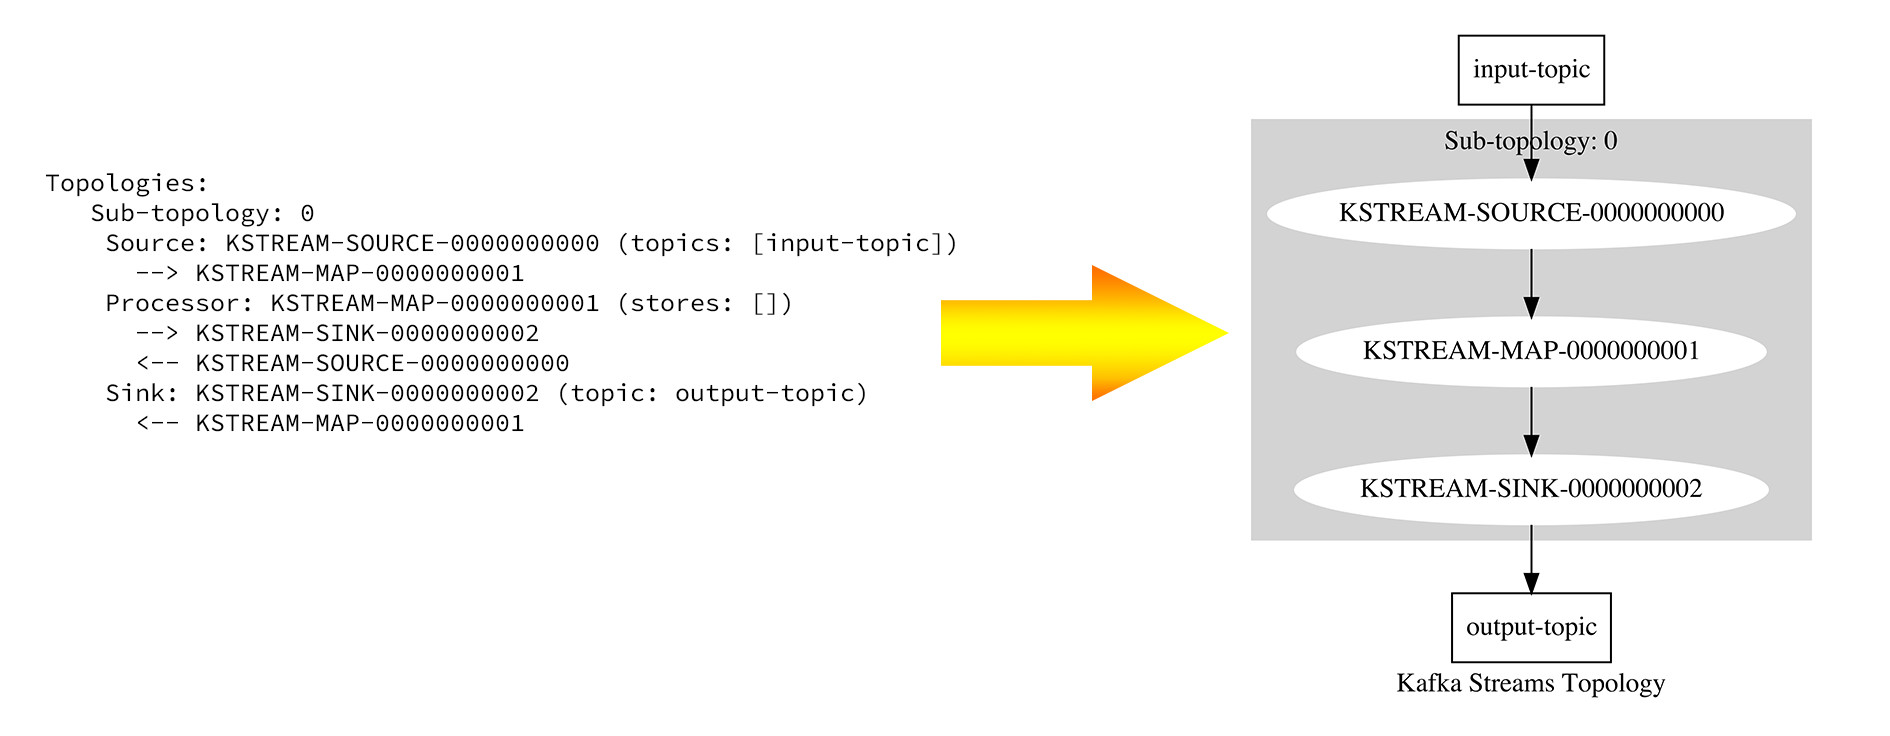 Topologies:
Sub-topology: 0
Source: KSTREAM-SOURCE-0000000000 (topics: [input-topic])
--> KSTREAM-MAP-0000000001
Processor: KSTREAM-MAP-0000000001 (stores: [])
--> KSTREAM-SINK-0000000002
<-- KSTREAM-SOURCE-0000000000
Sink: KSTREAM-SINK-0000000002 (topic: output-topic)
<-- KSTREAM-MAP-0000000001
input-topic
Sub-topology: 0
KSTREAM-SOURCE-0000000000
KSTREAM-MAP-0000000001
KSTREAM-SINK-0000000002
output-topic
Kafka Streams Topology